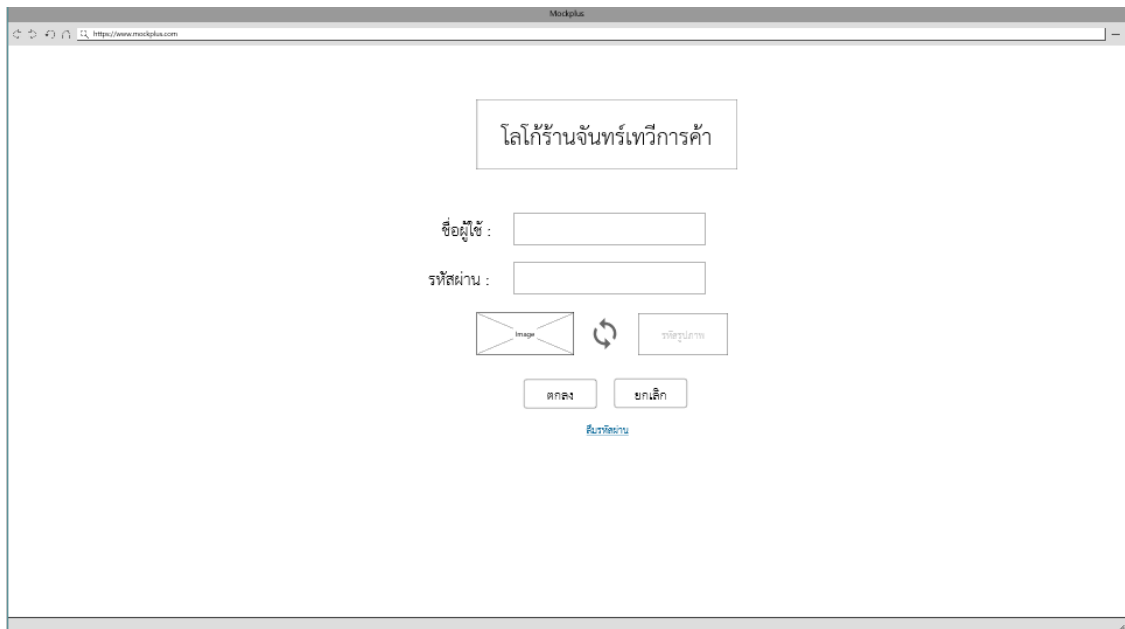 Mockplus
https://www.mockplus.com
โลโก้ร้านจันทร์เทวีการค้า
ชื่อผู้ใช้ :
รหัสผ่าน :
Image
รหัสรูปภาพ
ตกลง
ยกเลิก
ลืมรหัสผ่าน